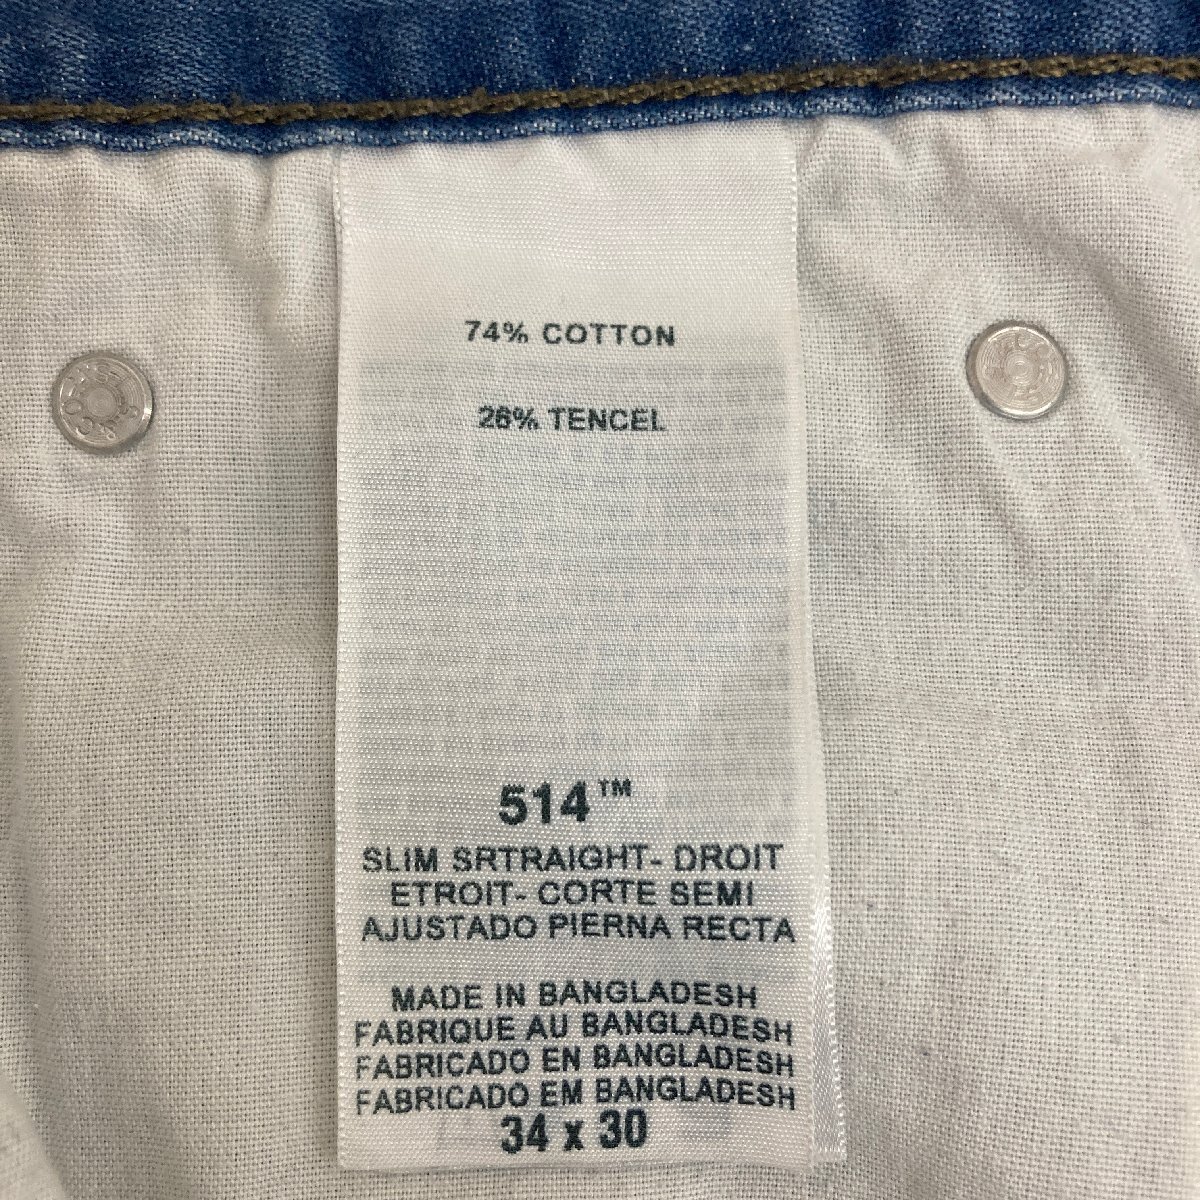 74% COTTON
26% TENCEL
514™
SLIM SRTRAIGHT- DROIT
ETROIT- CORTE SEMI
AJUSTADO PIERNA RECTA
MADE IN BANGLADESH
FABRIQUE AU BANGLADESH
FABRICADO EN BANGLADESH
FABRICADO EM BANGLADESH
34 x 30